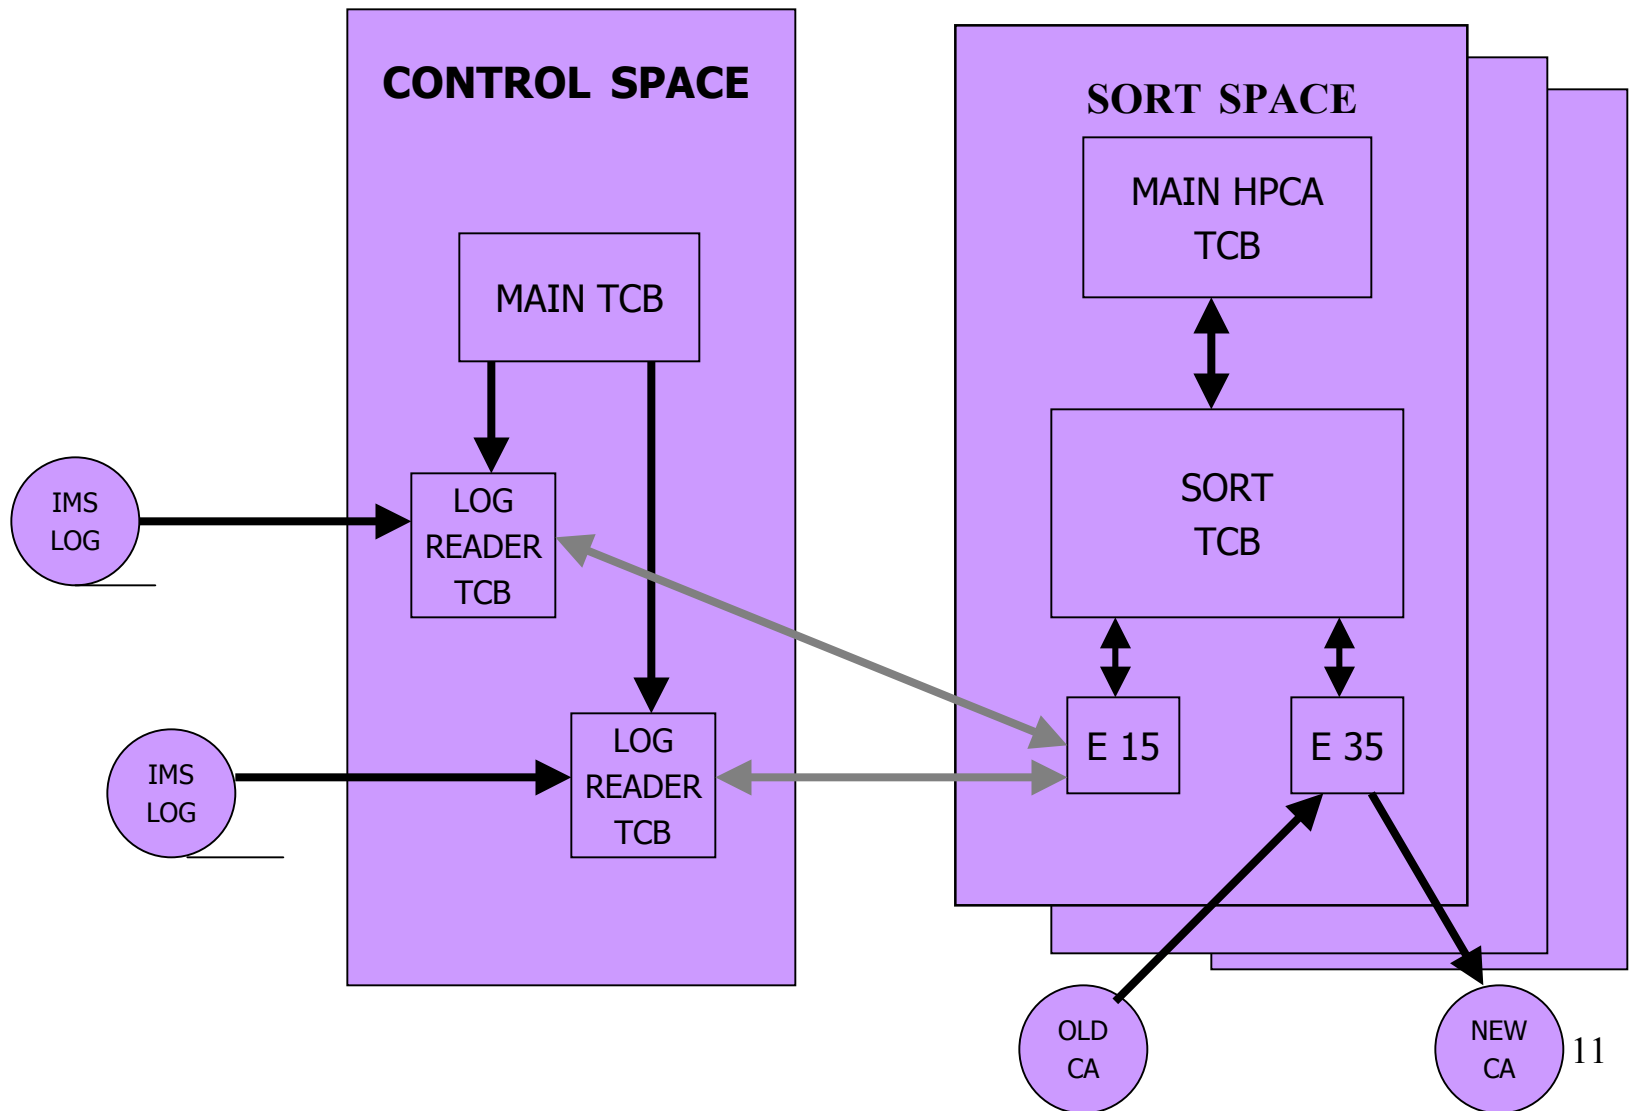 CONTROL SPACE
MAIN TCB
IMS
LOG
LOG
READER
TCB
IMS
LOG
LOG
READER
TCB
SORT SPACE
MAIN HPCA
TCB
SORT
TCB
E 15
E 35
OLD
CA
NEW
CA
11